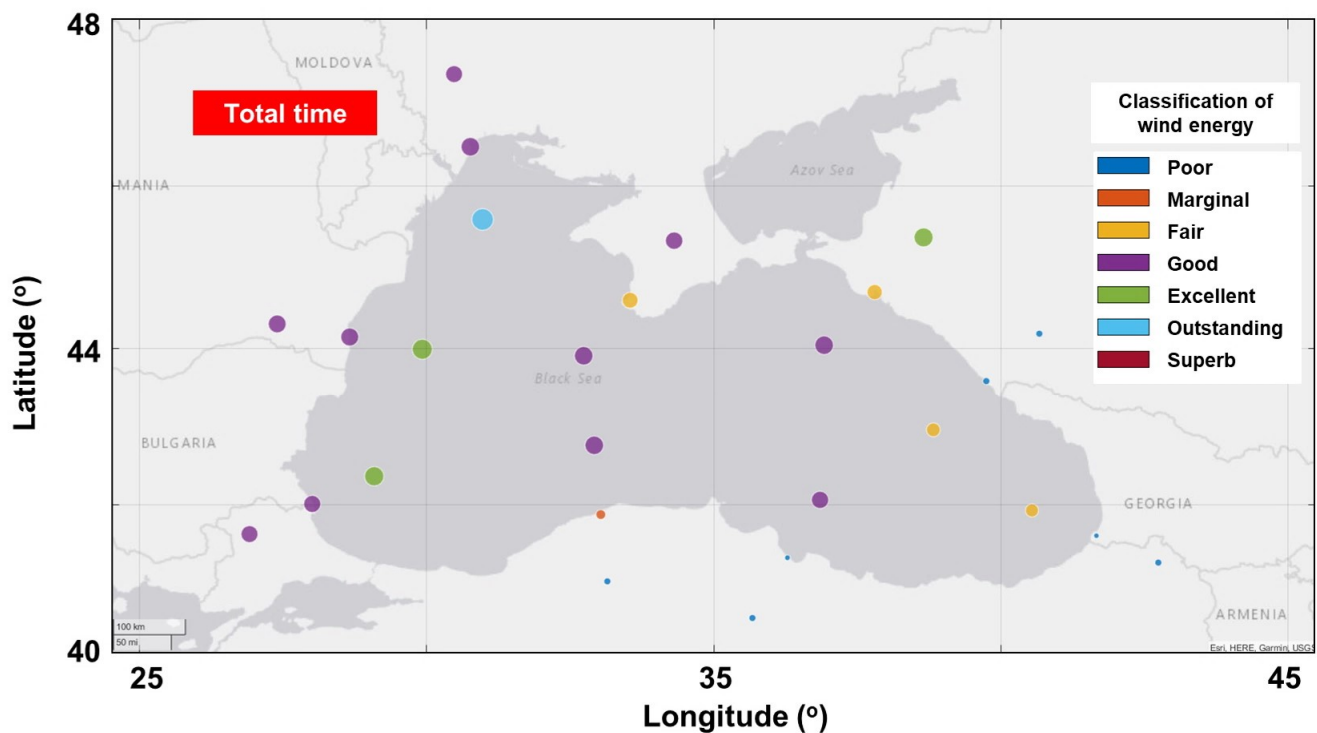 48
44
40
Latitude (º)
MOLDOVA
Total time
MANIA
Azov Sea
Black Sea
BULGARIA
GEORGIA
ARMENIA
Classification of
wind energy
Poor
Marginal
Fair
Good
Excellent
Outstanding
Superb
100 km
50 mi
Esri, HERE, Garmin, USGS
25
35
45
Longitude (º)